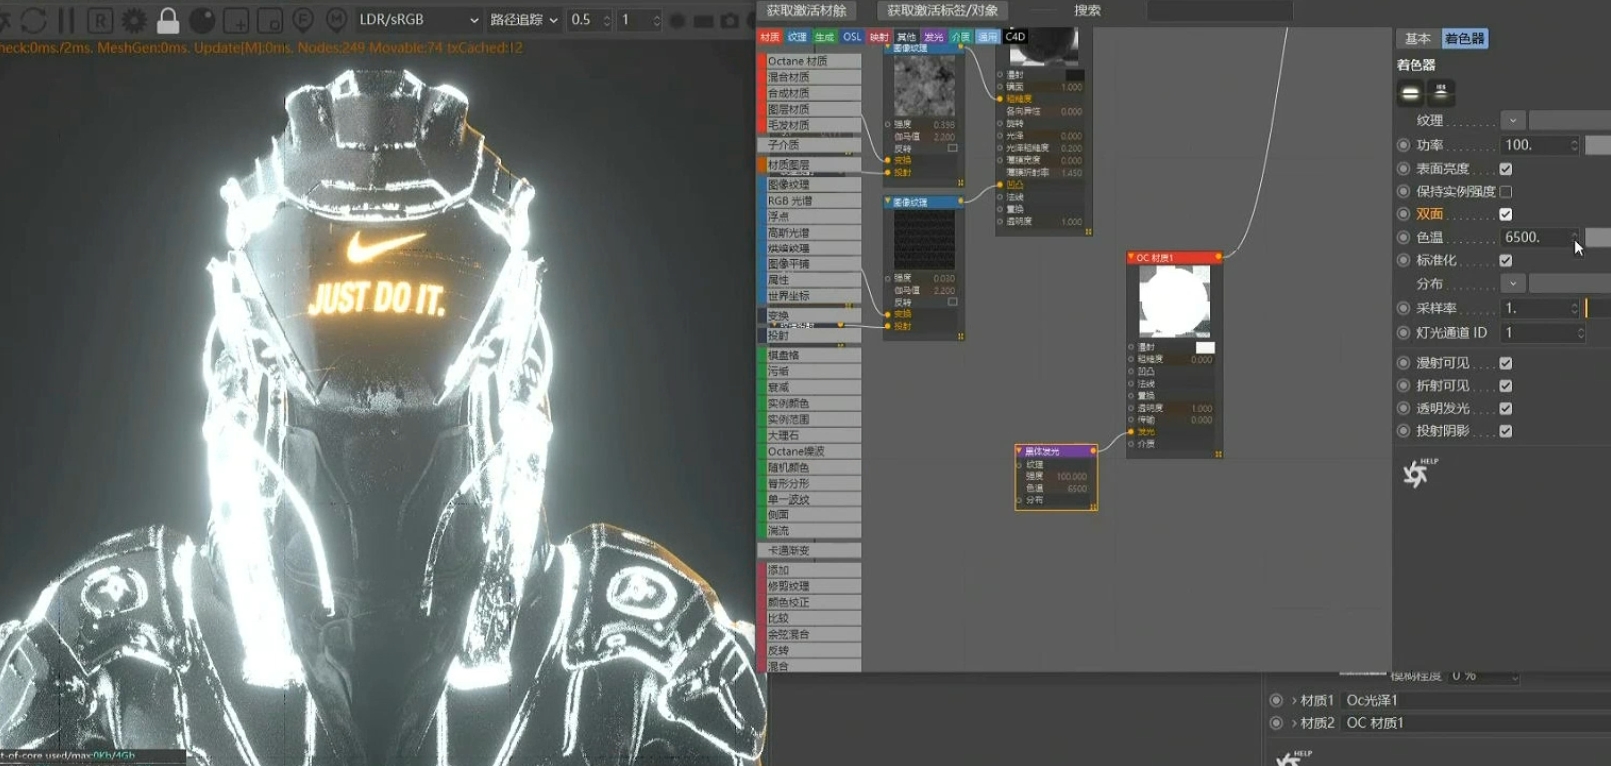 LDR/sRGB 路径追踪 0.5 1
heck:0ms./2ms. MeshGen:0ms. Update[M]:0ms. Nodes:249 Movable:74 txCached:12
JUST DO IT.
t-of-core used/max:0Kb/4Gb
获取激活材质 获取激活标签/对象 搜索
材质 纹理 生成 OSL 映射 其他 发光 介质 通用 C4D
Octane 材质
混合材质
合成材质
图层材质
毛发材质
子介质
材质图层
图像纹理
RGB 光谱
浮点
高斯光谱
烘焙纹理
图像平铺
属性
世界坐标
变换
投射
棋盘格
污垢
衰减
实例颜色
实例范围
大理石
Octane噪波
随机颜色
脊形分形
单一波纹
侧面
湍流
卡通渐变
添加
修剪纹理
颜色校正
比较
余弦混合
反转
混合
图像纹理
强度 0.398
伽马值 2.200
反转
变换
投射
图像纹理
强度 0.030
伽马值 2.200
反转
变换
投射
漫射
镜面 1.000
粗糙度
各向异性 0.000
旋转
光泽 0.000
光泽粗糙度 0.200
薄膜宽度 0.000
薄膜折射率 1.450
凹凸
法线
置换
透明度 1.000
OC 材质1
漫射
粗糙度 0.000
凹凸
法线
置换
透明度 1.000
传输 0.000
发光
介质
黑体发光
纹理
强度 100.000
色温 6500
分布
基本 着色器
着色器
纹理
功率 100.
表面亮度
保持实例强度
双面
色温 6500.
标准化
分布
采样率 1.
灯光通道 ID 1
漫射可见
折射可见
透明发光
投射阴影
HELP
模糊程度 0 %
材质1 Oc光泽1
材质2 OC 材质1
HELP